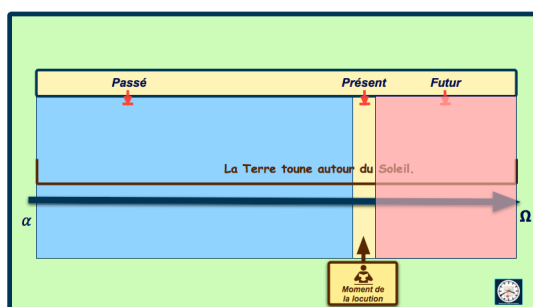 Passé Présent Futur
La Terre toune autour du Soleil.
α Ω
Moment de
la locution